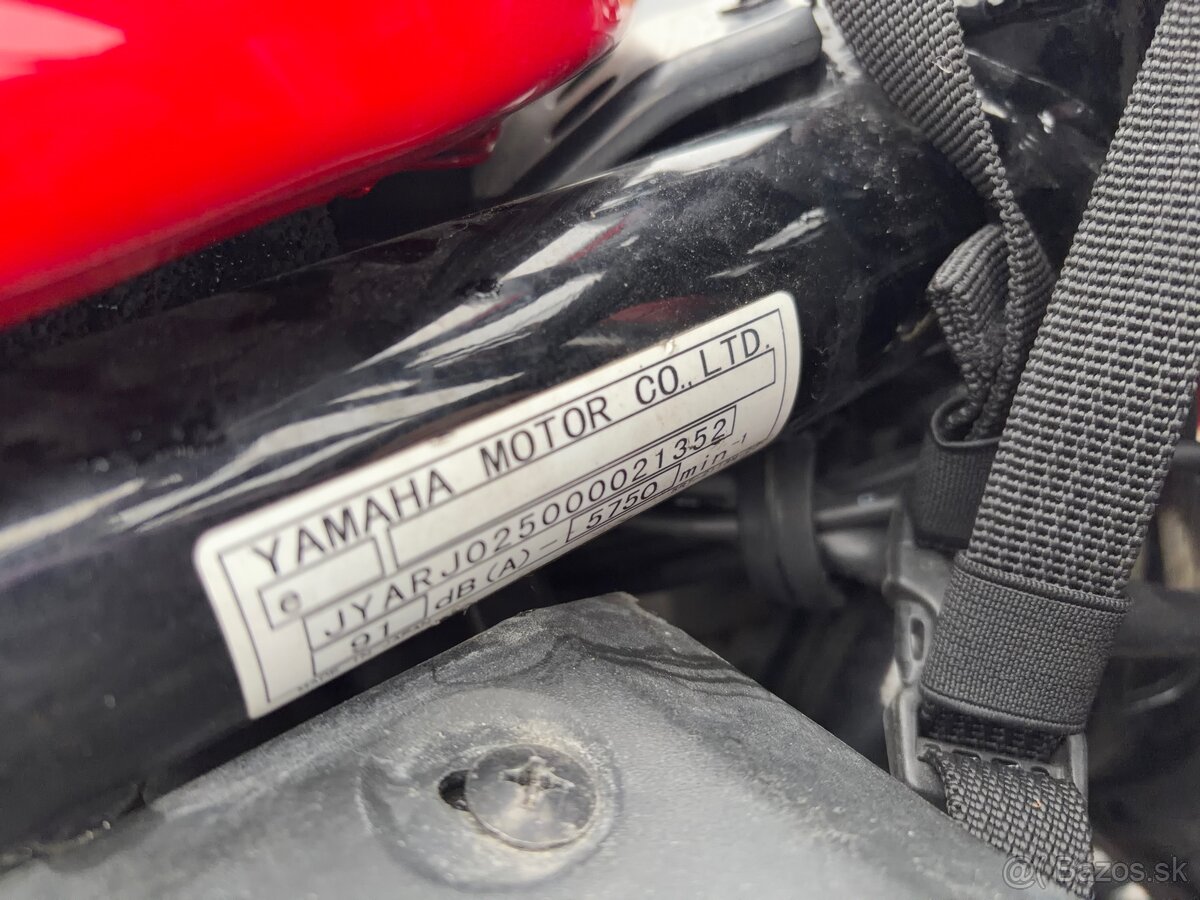 YAMAHA MOTOR CO., LTD.
e
JYARJ025000021352
91 dB(A) - 5750 min⁻¹
@( Bazos.sk